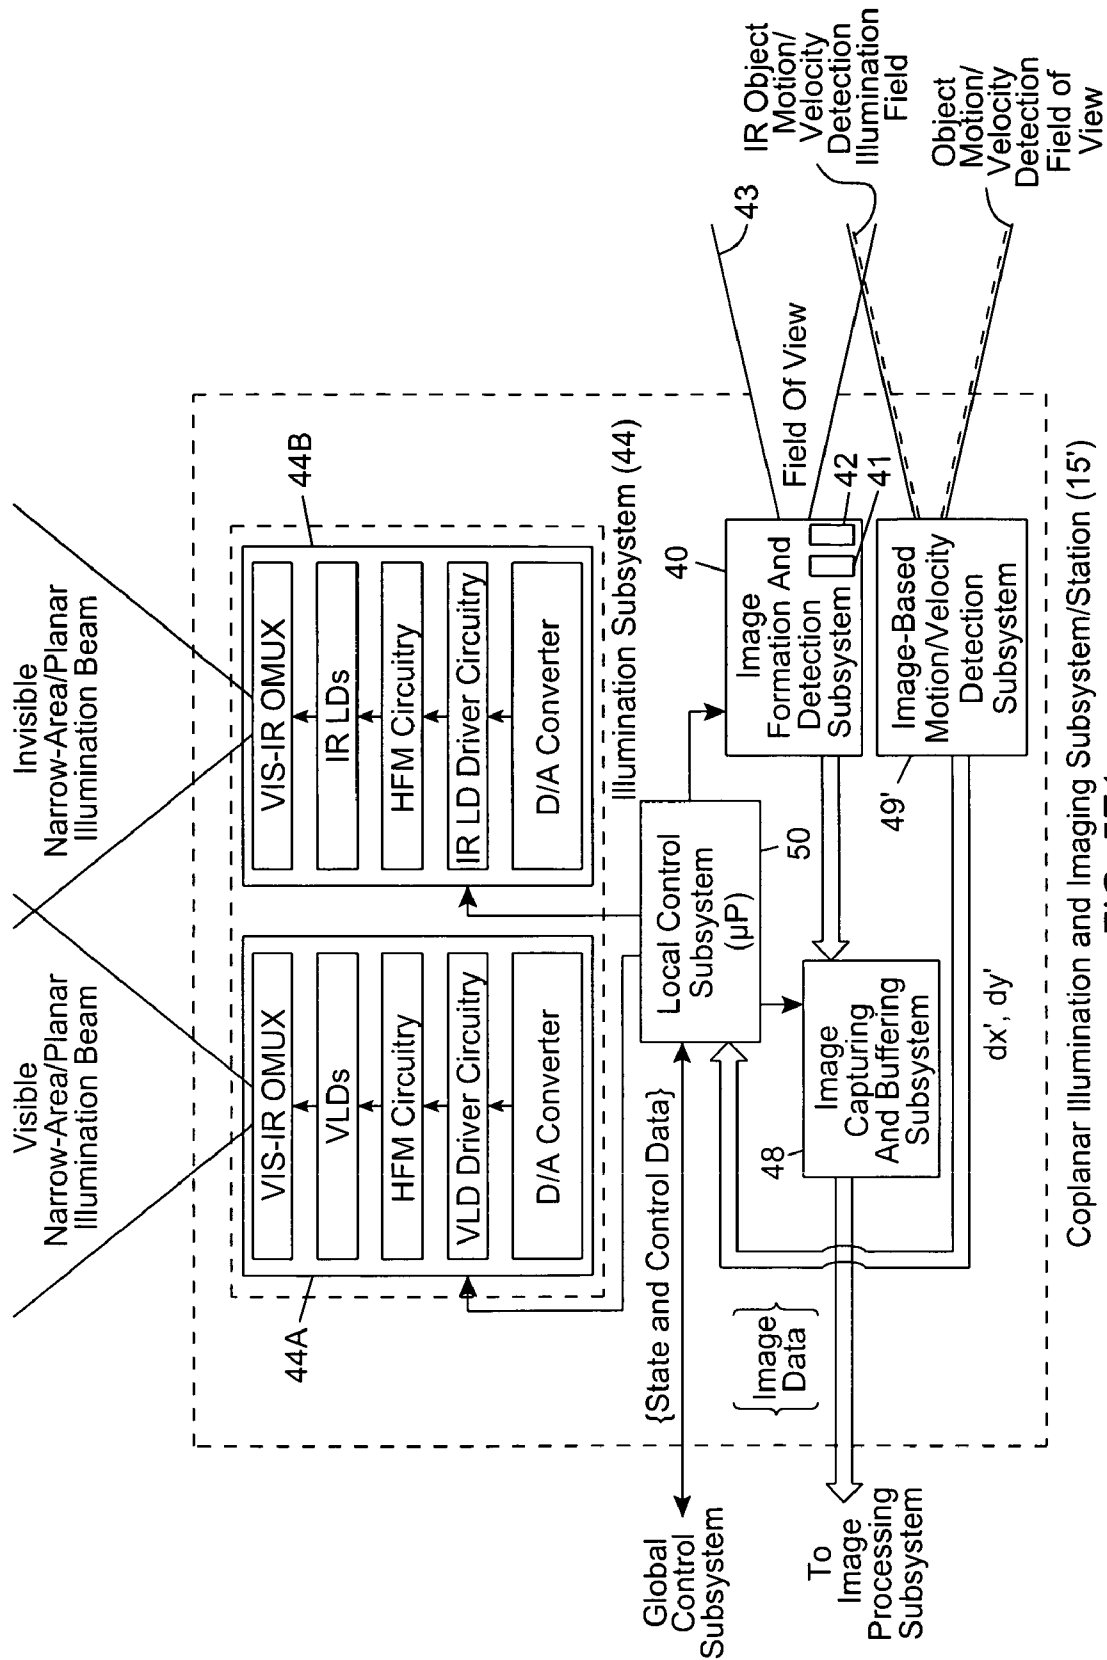 Visible
Narrow-Area/Planar
Illumination Beam
Invisible
Narrow-Area/Planar
Illumination Beam
44A
VIS-IR OMUX
VLDs
HFM Circuitry
VLD Driver Circuitry
D/A Converter
44B
VIS-IR OMUX
IR LDs
HFM Circuitry
IR LD Driver Circuitry
D/A Converter
Illumination Subsystem (44)
Global
Control
Subsystem
{State and Control Data}
Local Control
Subsystem
(µP)
50
40
Image
Formation And
Detection
Subsystem
42
41
Field Of View
43
IR Object
Motion/
Velocity
Detection
Illumination
Field
To
Image
Processing
Subsystem
{Image
Data}
48
Image
Capturing
And Buffering
Subsystem
49'
Image-Based
Motion/Velocity
Detection
Subsystem
Object
Motion/
Velocity
Detection
Field of
View
dx', dy'
Coplanar Illumination and Imaging Subsystem/Station (15')